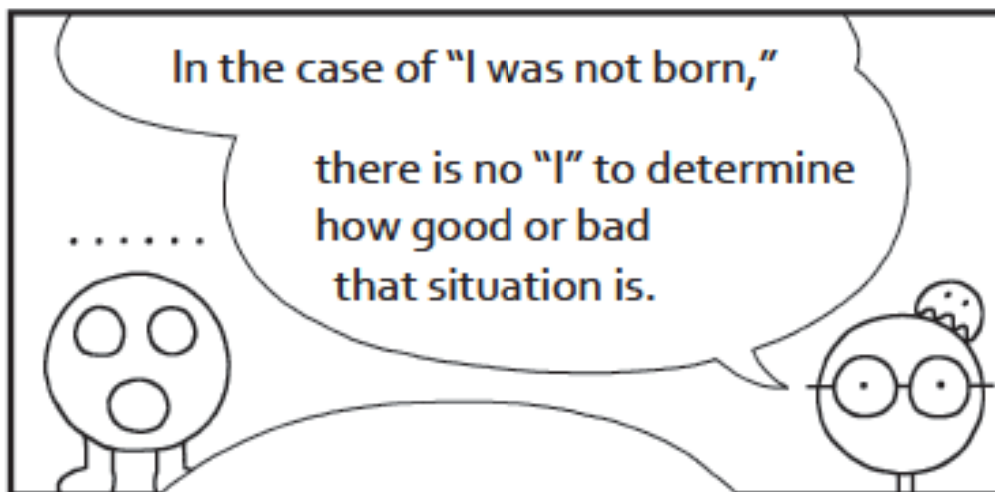 In the case of “I was not born,”
there is no “I” to determine
how good or bad
that situation is.
......